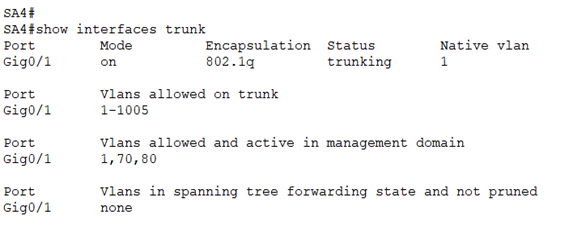 SA4#
SA4#show interfaces trunk
Port        Mode         Encapsulation  Status        Native vlan
Gig0/1      on           802.1q         trunking      1

Port        Vlans allowed on trunk
Gig0/1      1-1005

Port        Vlans allowed and active in management domain
Gig0/1      1,70,80

Port        Vlans in spanning tree forwarding state and not pruned
Gig0/1      none